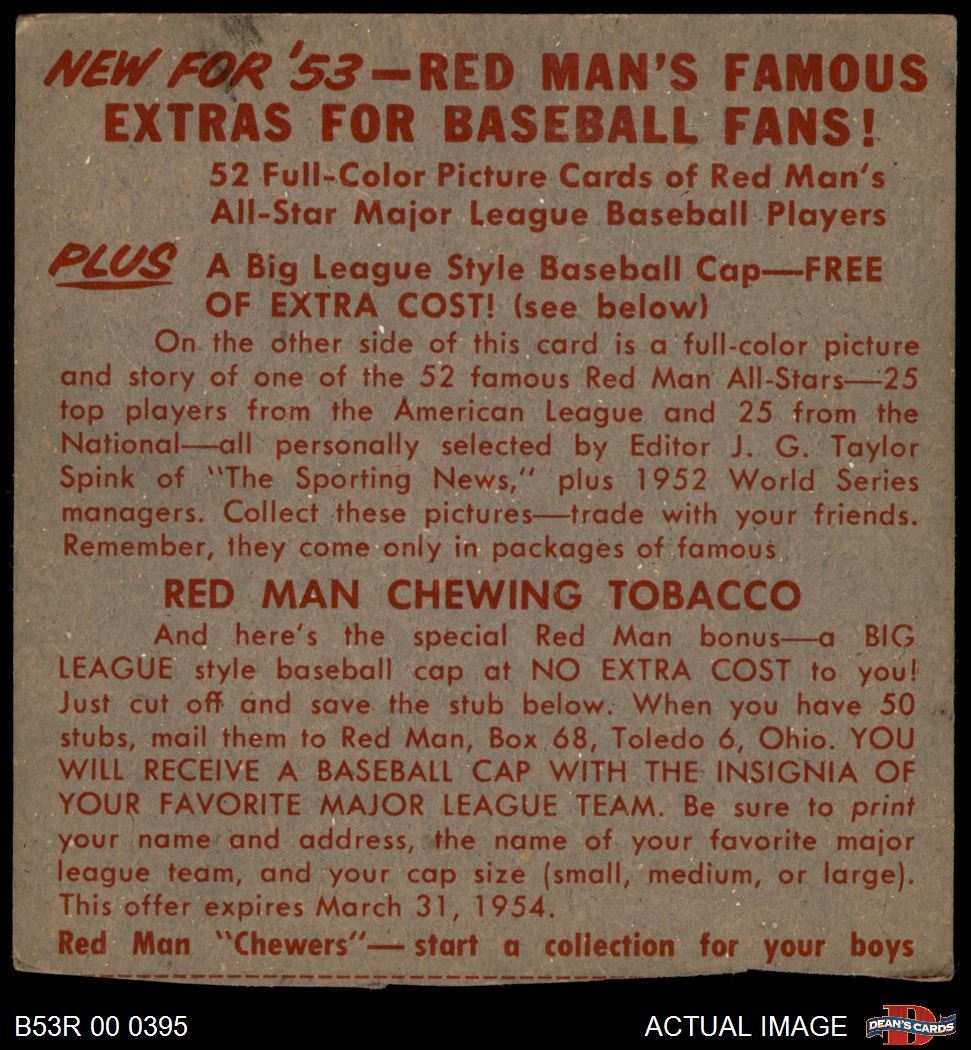 NEW FOR '53—RED MAN'S FAMOUS
EXTRAS FOR BASEBALL FANS!
52 Full-Color Picture Cards of Red Man's
All-Star Major League Baseball Players
PLUS A Big League Style Baseball Cap—FREE
OF EXTRA COST! (see below)
On the other side of this card is a full-color picture
and story of one of the 52 famous Red Man All-Stars—25
top players from the American League and 25 from the
National—all personally selected by Editor J. G. Taylor
Spink of "The Sporting News," plus 1952 World Series
managers. Collect these pictures—trade with your friends.
Remember, they come only in packages of famous
RED MAN CHEWING TOBACCO
And here's the special Red Man bonus—a BIG
LEAGUE style baseball cap at NO EXTRA COST to you!
Just cut off and save the stub below. When you have 50
stubs, mail them to Red Man, Box 68, Toledo 6, Ohio. YOU
WILL RECEIVE A BASEBALL CAP WITH THE INSIGNIA OF
YOUR FAVORITE MAJOR LEAGUE TEAM. Be sure to print
your name and address, the name of your favorite major
league team, and your cap size (small, medium, or large).
This offer expires March 31, 1954.
Red Man "Chewers"—start a collection for your boys
B53R 00 0395
ACTUAL IMAGE
D
DEAN'S CARDS